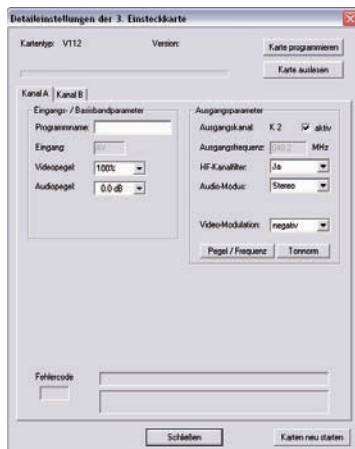 Detaileinstellungen der 3. Einsteckkarte
Kartentyp: V112 Version: Karte programmieren
Karte auslesen
Kanal A Kanal B
Eingangs- / Basisbandparameter
Programmname:
Eingang: AV
Videopegel: 100%
Audiopegel: 0.0 dB
Ausgangsparameter
Ausgangskanal: K 2 aktiv
Ausgangsfrequenz: MHz
HF-Kanalfilter: Ja
Audio-Modus: Stereo
Video-Modulation: negativ
Pegel / Frequenz Tonnorm
Fehlercode
Schließen Karten neu starten